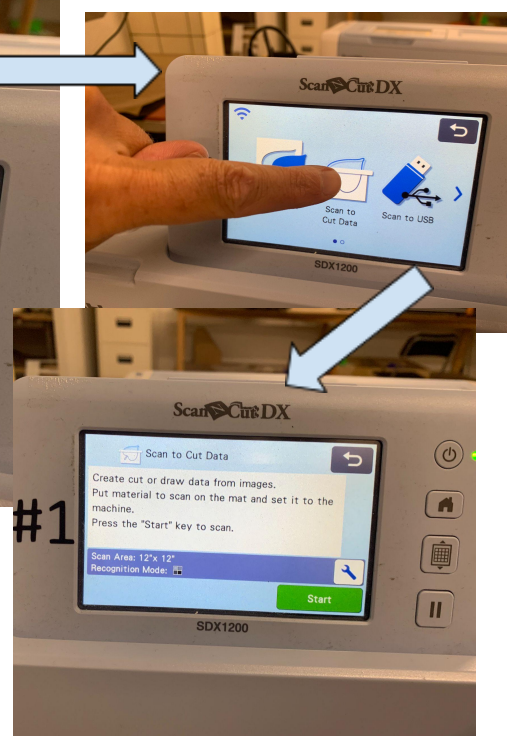 ScanNCut DX
Scan to
Cut Data
Scan to USB
SDX1200
ScanNCut DX
Scan to Cut Data
Create cut or draw data from images.
Put material to scan on the mat and set it to the
machine.
Press the "Start" key to scan.
Scan Area: 12"x 12"
Recognition Mode:
Start
SDX1200
#1